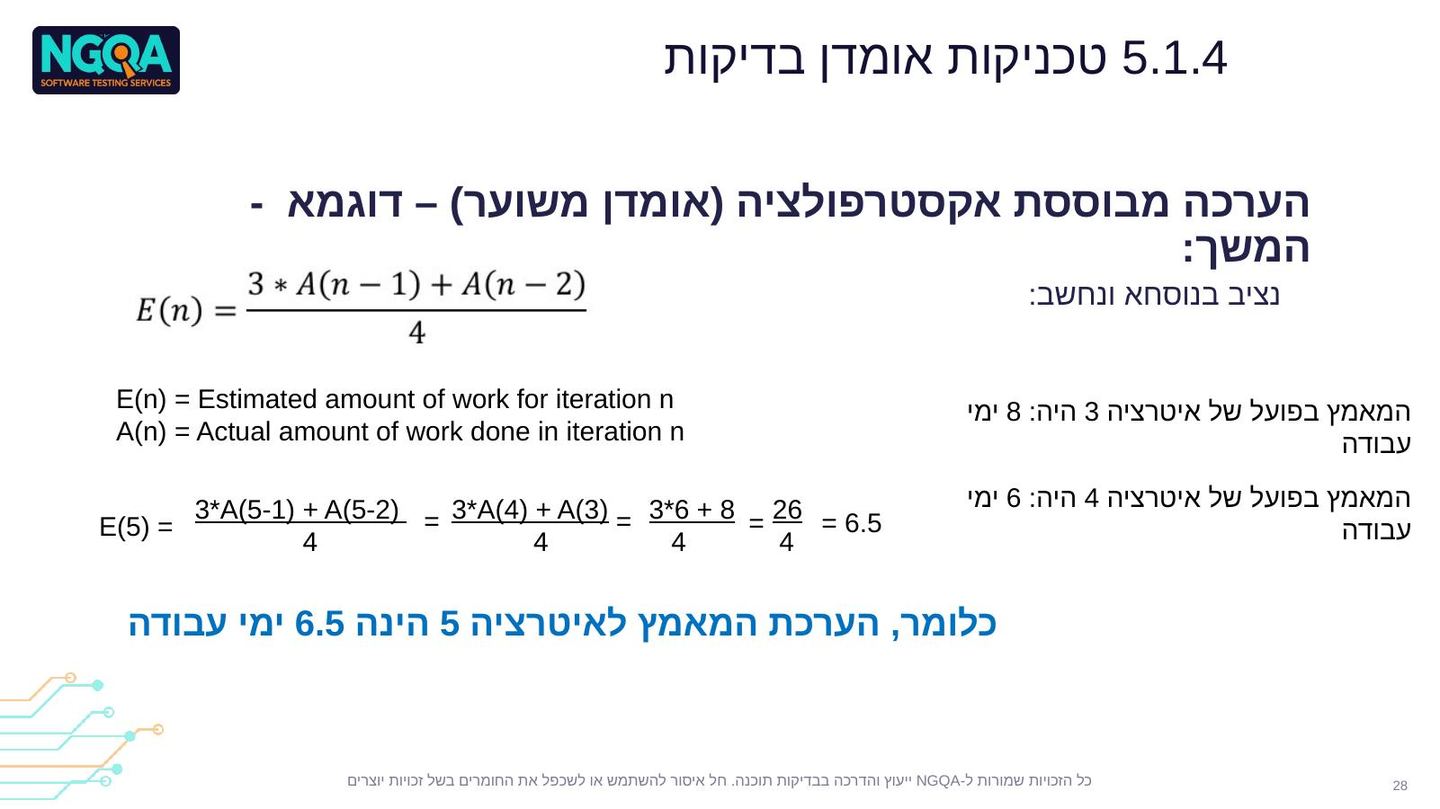 NGQA
SOFTWARE TESTING SERVICES
5.1.4 טכניקות אומדן בדיקות
הערכה מבוססת אקסטרפולציה (אומדן משוער) – דוגמא -
המשך:
נציב בנוסחא ונחשב:
E(n) = (3 ∗ A(n − 1) + A(n − 2)) / 4
E(n) = Estimated amount of work for iteration n
A(n) = Actual amount of work done in iteration n
המאמץ בפועל של איטרציה 3 היה: 8 ימי
עבודה
המאמץ בפועל של איטרציה 4 היה: 6 ימי
עבודה
E(5) = 3*A(5-1) + A(5-2) = 3*A(4) + A(3) = 3*6 + 8 = 26 = 6.5
4 4 4 4
כלומר, הערכת המאמץ לאיטרציה 5 הינה 6.5 ימי עבודה
כל הזכויות שמורות ל-NGQA ייעוץ והדרכה בבדיקות תוכנה. חל איסור להשתמש או לשכפל את החומרים בשל זכויות יוצרים
28